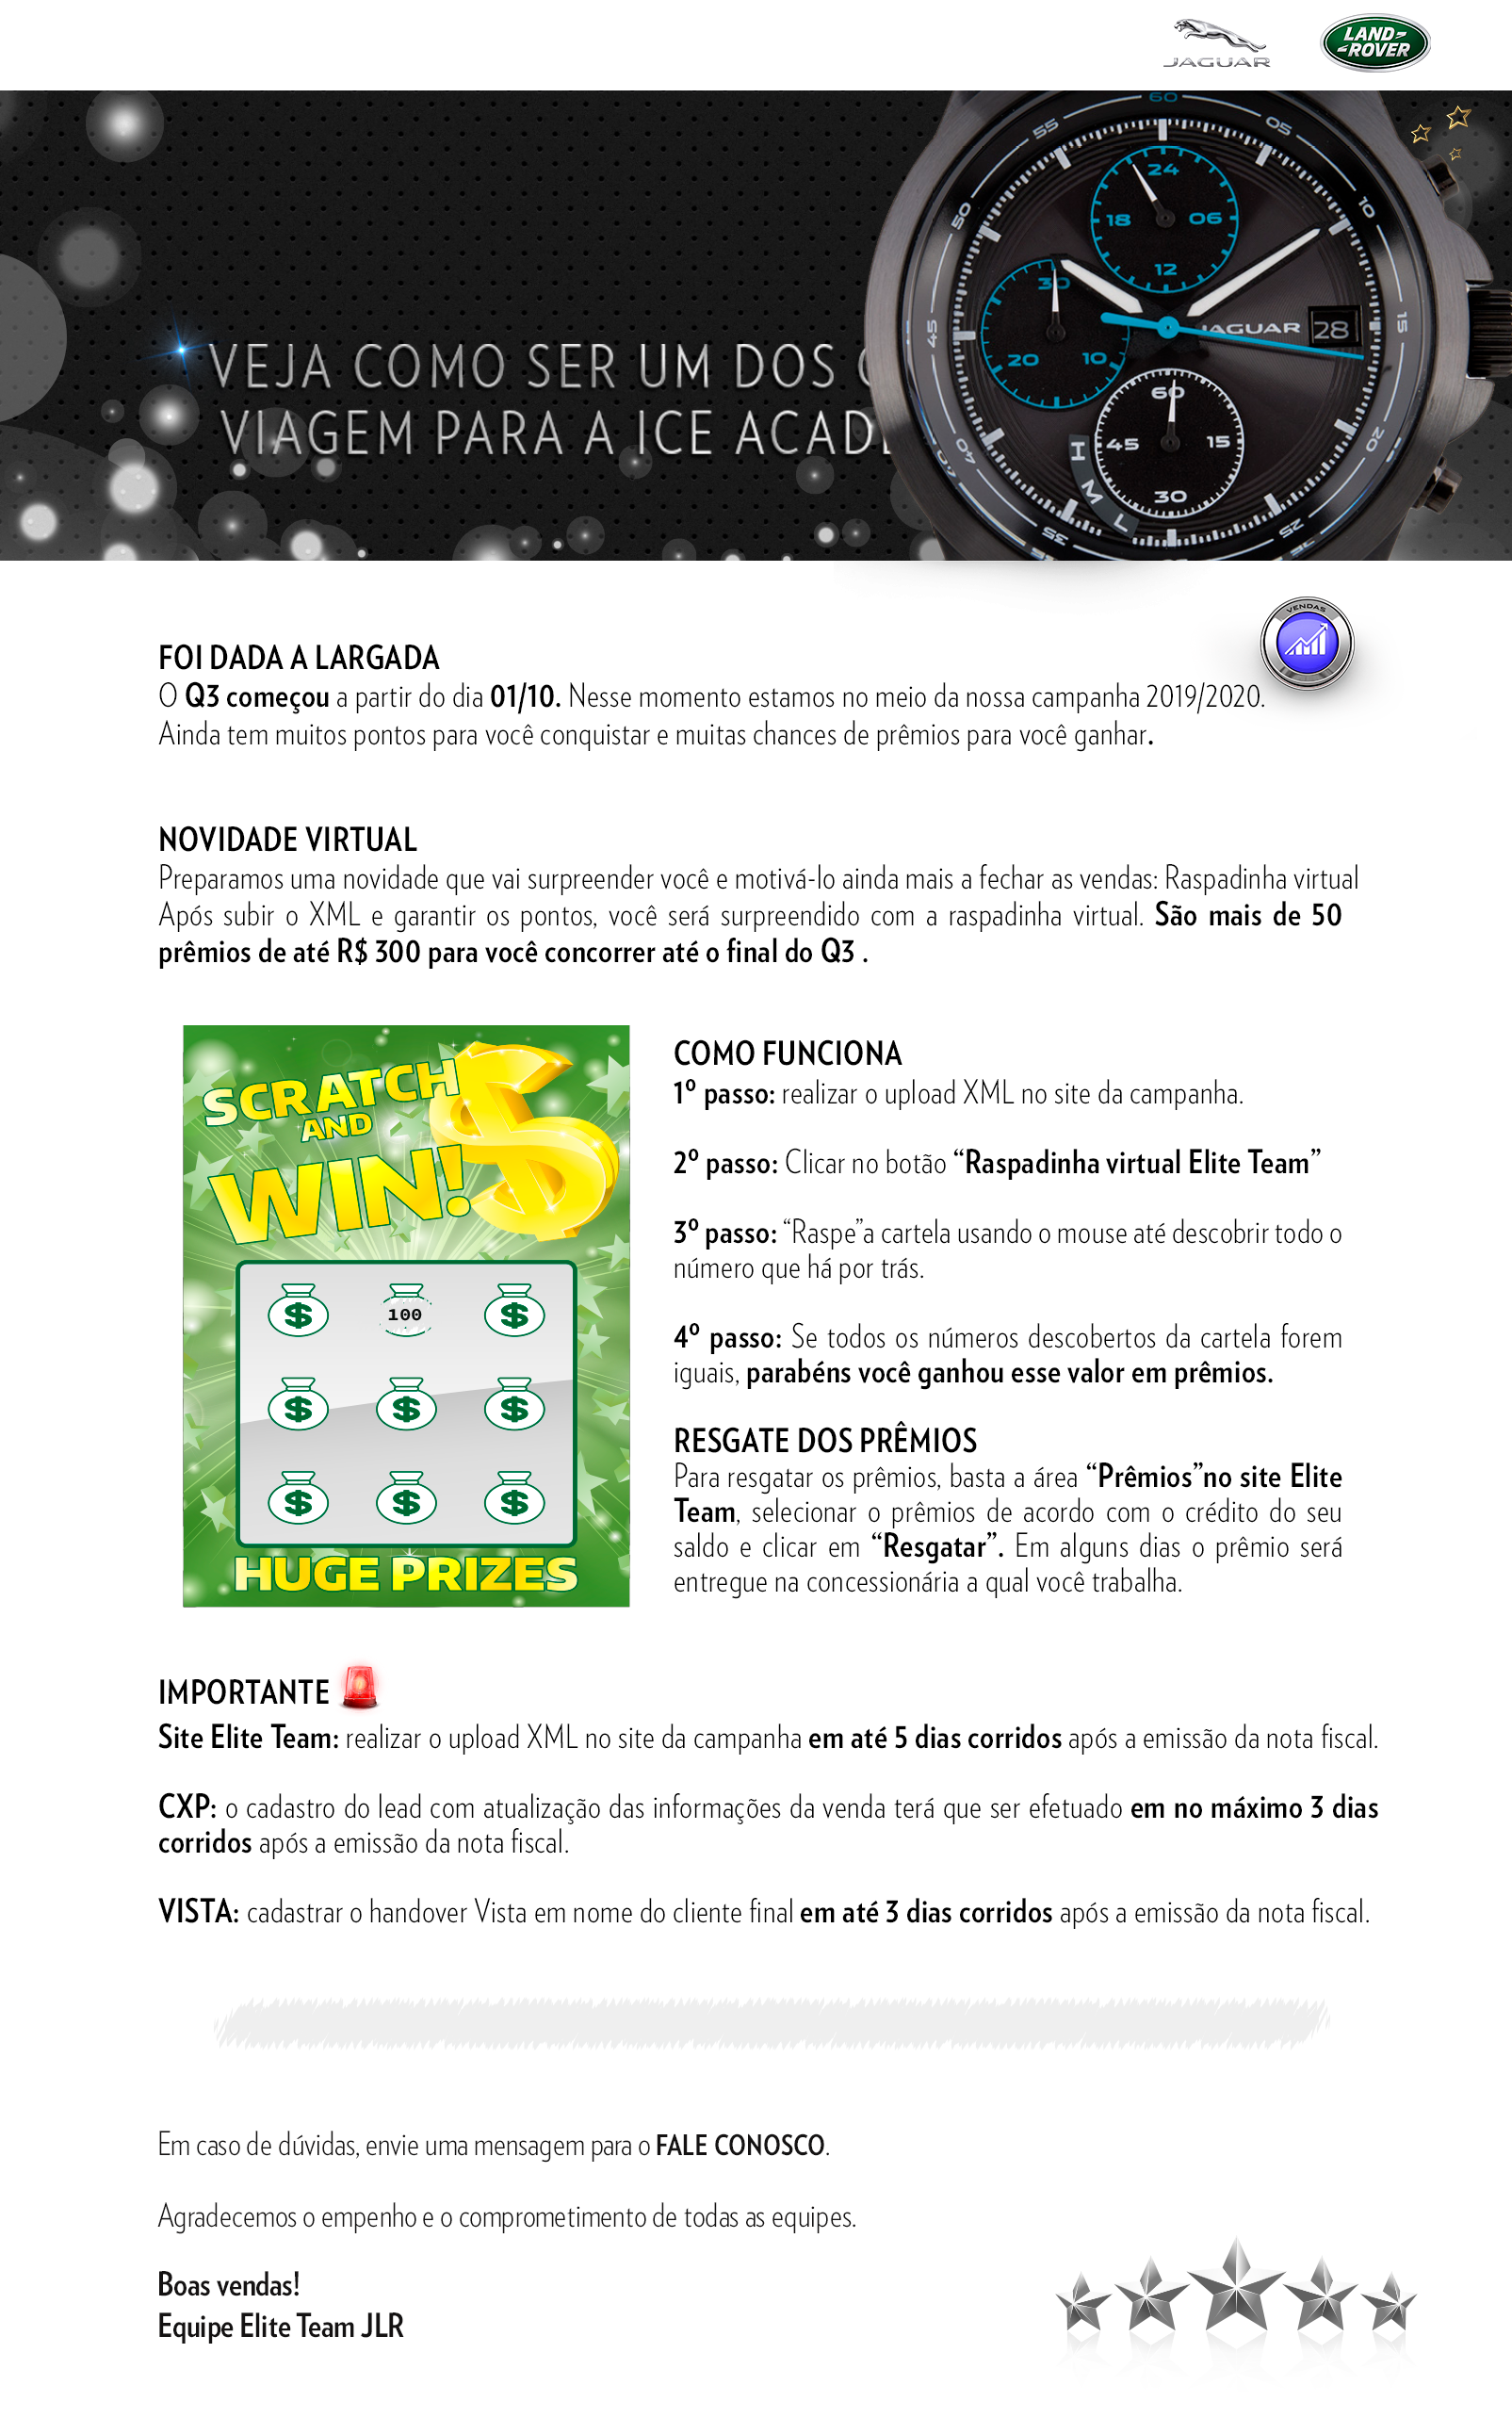 JAGUAR
LAND-
-ROVER
VEJA COMO SER UM DOS
VIAGEM PARA A ICE
60
55
05
50
10
45
15
40
20
35
25
24
18
06
12
30
20
10
JAGUAR
28
60
45
15
30
I
M
L
VENDAS
FOI DADA A LARGADA
O Q3 começou a partir do dia 01/10. Nesse momento estamos no meio da nossa campanha 2019/2020.
Ainda tem muitos pontos para você conquistar e muitas chances de prêmios para você ganhar.
NOVIDADE VIRTUAL
Preparamos uma novidade que vai surpreender você e motivá-lo ainda mais a fechar as vendas: Raspadinha virtual
Após subir o XML e garantir os pontos, você será surpreendido com a raspadinha virtual. São mais de 50
prêmios de até R$ 300 para você concorrer até o final do Q3 .
SCRATCH
AND
WIN!
$
$ 100 $
$ $ $
$ $ $
HUGE PRIZES
COMO FUNCIONA
1º passo: realizar o upload XML no site da campanha.
2º passo: Clicar no botão “Raspadinha virtual Elite Team”
3º passo: “Raspe”a cartela usando o mouse até descobrir todo o
número que há por trás.
4º passo: Se todos os números descobertos da cartela forem
iguais, parabéns você ganhou esse valor em prêmios.
RESGATE DOS PRÊMIOS
Para resgatar os prêmios, basta a área “Prêmios”no site Elite
Team, selecionar o prêmios de acordo com o crédito do seu
saldo e clicar em “Resgatar”. Em alguns dias o prêmio será
entregue na concessionária a qual você trabalha.
IMPORTANTE
Site Elite Team: realizar o upload XML no site da campanha em até 5 dias corridos após a emissão da nota fiscal.
CXP: o cadastro do lead com atualização das informações da venda terá que ser efetuado em no máximo 3 dias
corridos após a emissão da nota fiscal.
VISTA: cadastrar o handover Vista em nome do cliente final em até 3 dias corridos após a emissão da nota fiscal.
Em caso de dúvidas, envie uma mensagem para o FALE CONOSCO.
Agradecemos o empenho e o comprometimento de todas as equipes.
Boas vendas!
Equipe Elite Team JLR